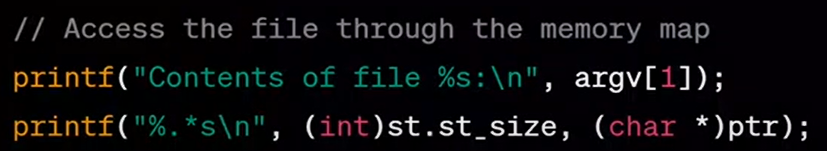 // Access the file through the memory map
printf("Contents of file %s:\n", argv[1]);
printf("%.*s\n", (int)st.st_size, (char *)ptr);